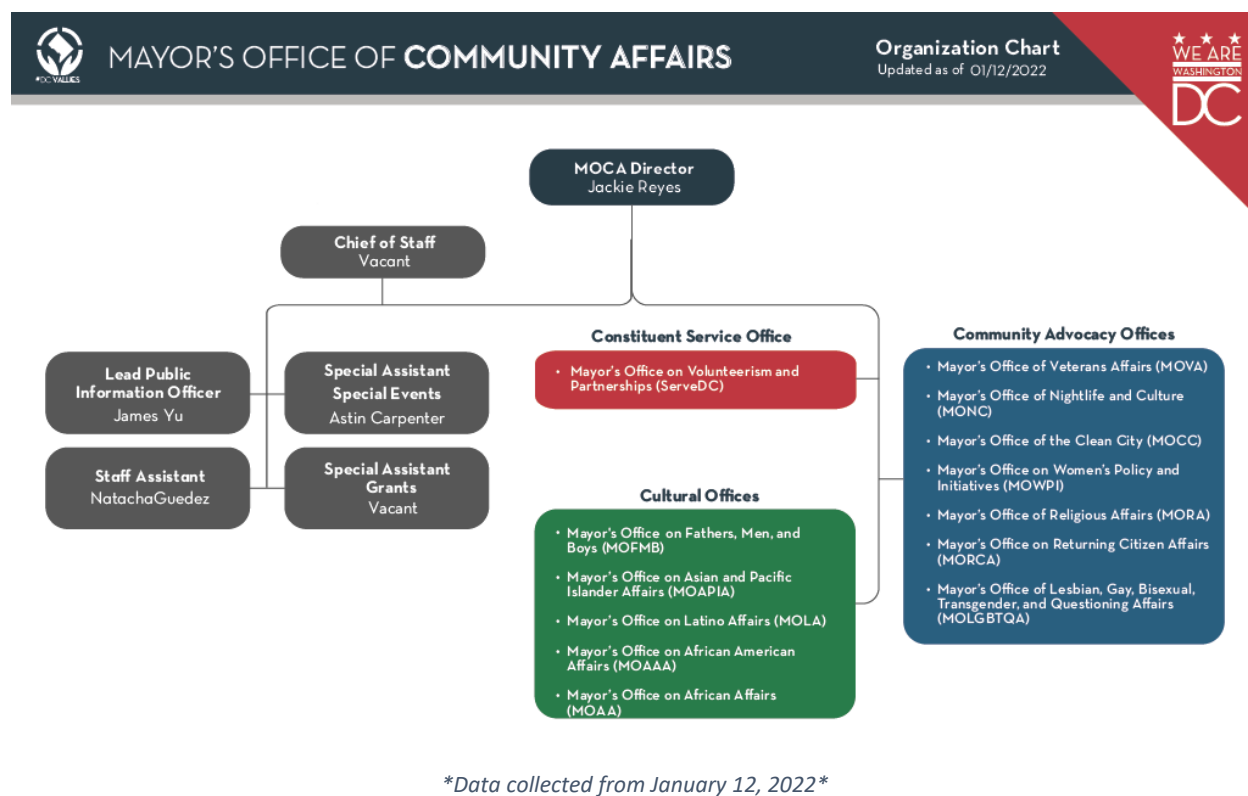 #DCVALUES
MAYOR'S OFFICE OF COMMUNITY AFFAIRS
Organization Chart
Updated as of 01/12/2022
WE ARE
WASHINGTON
DC
MOCA Director
Jackie Reyes
Chief of Staff
Vacant
Lead Public
Information Officer
James Yu
Special Assistant
Special Events
Astin Carpenter
Staff Assistant
NatachaGuedez
Special Assistant
Grants
Vacant
Constituent Service Office
• Mayor's Office on Volunteerism and
Partnerships (ServeDC)
Cultural Offices
• Mayor's Office on Fathers, Men, and
Boys (MOFMB)
• Mayor's Office on Asian and Pacific
Islander Affairs (MOAPIA)
• Mayor's Office on Latino Affairs (MOLA)
• Mayor's Office on African American
Affairs (MOAAA)
• Mayor's Office on African Affairs
(MOAA)
Community Advocacy Offices
• Mayor's Office of Veterans Affairs (MOVA)
• Mayor's Office of Nightlife and Culture
(MONC)
• Mayor's Office of the Clean City (MOCC)
• Mayor's Office on Women's Policy and
Initiatives (MOWPI)
• Mayor's Office of Religious Affairs (MORA)
• Mayor's Office on Returning Citizen Affairs
(MORCA)
• Mayor's Office of Lesbian, Gay, Bisexual,
Transgender, and Questioning Affairs
(MOLGBTQA)
*Data collected from January 12, 2022*